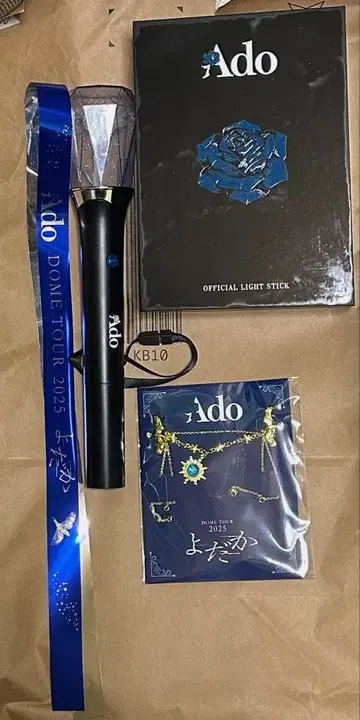 Ado
OFFICIAL LIGHT STICK
Ado DOME TOUR 2025 よだか
Ado
KB10
Ado
DOME TOUR
2025
よだか